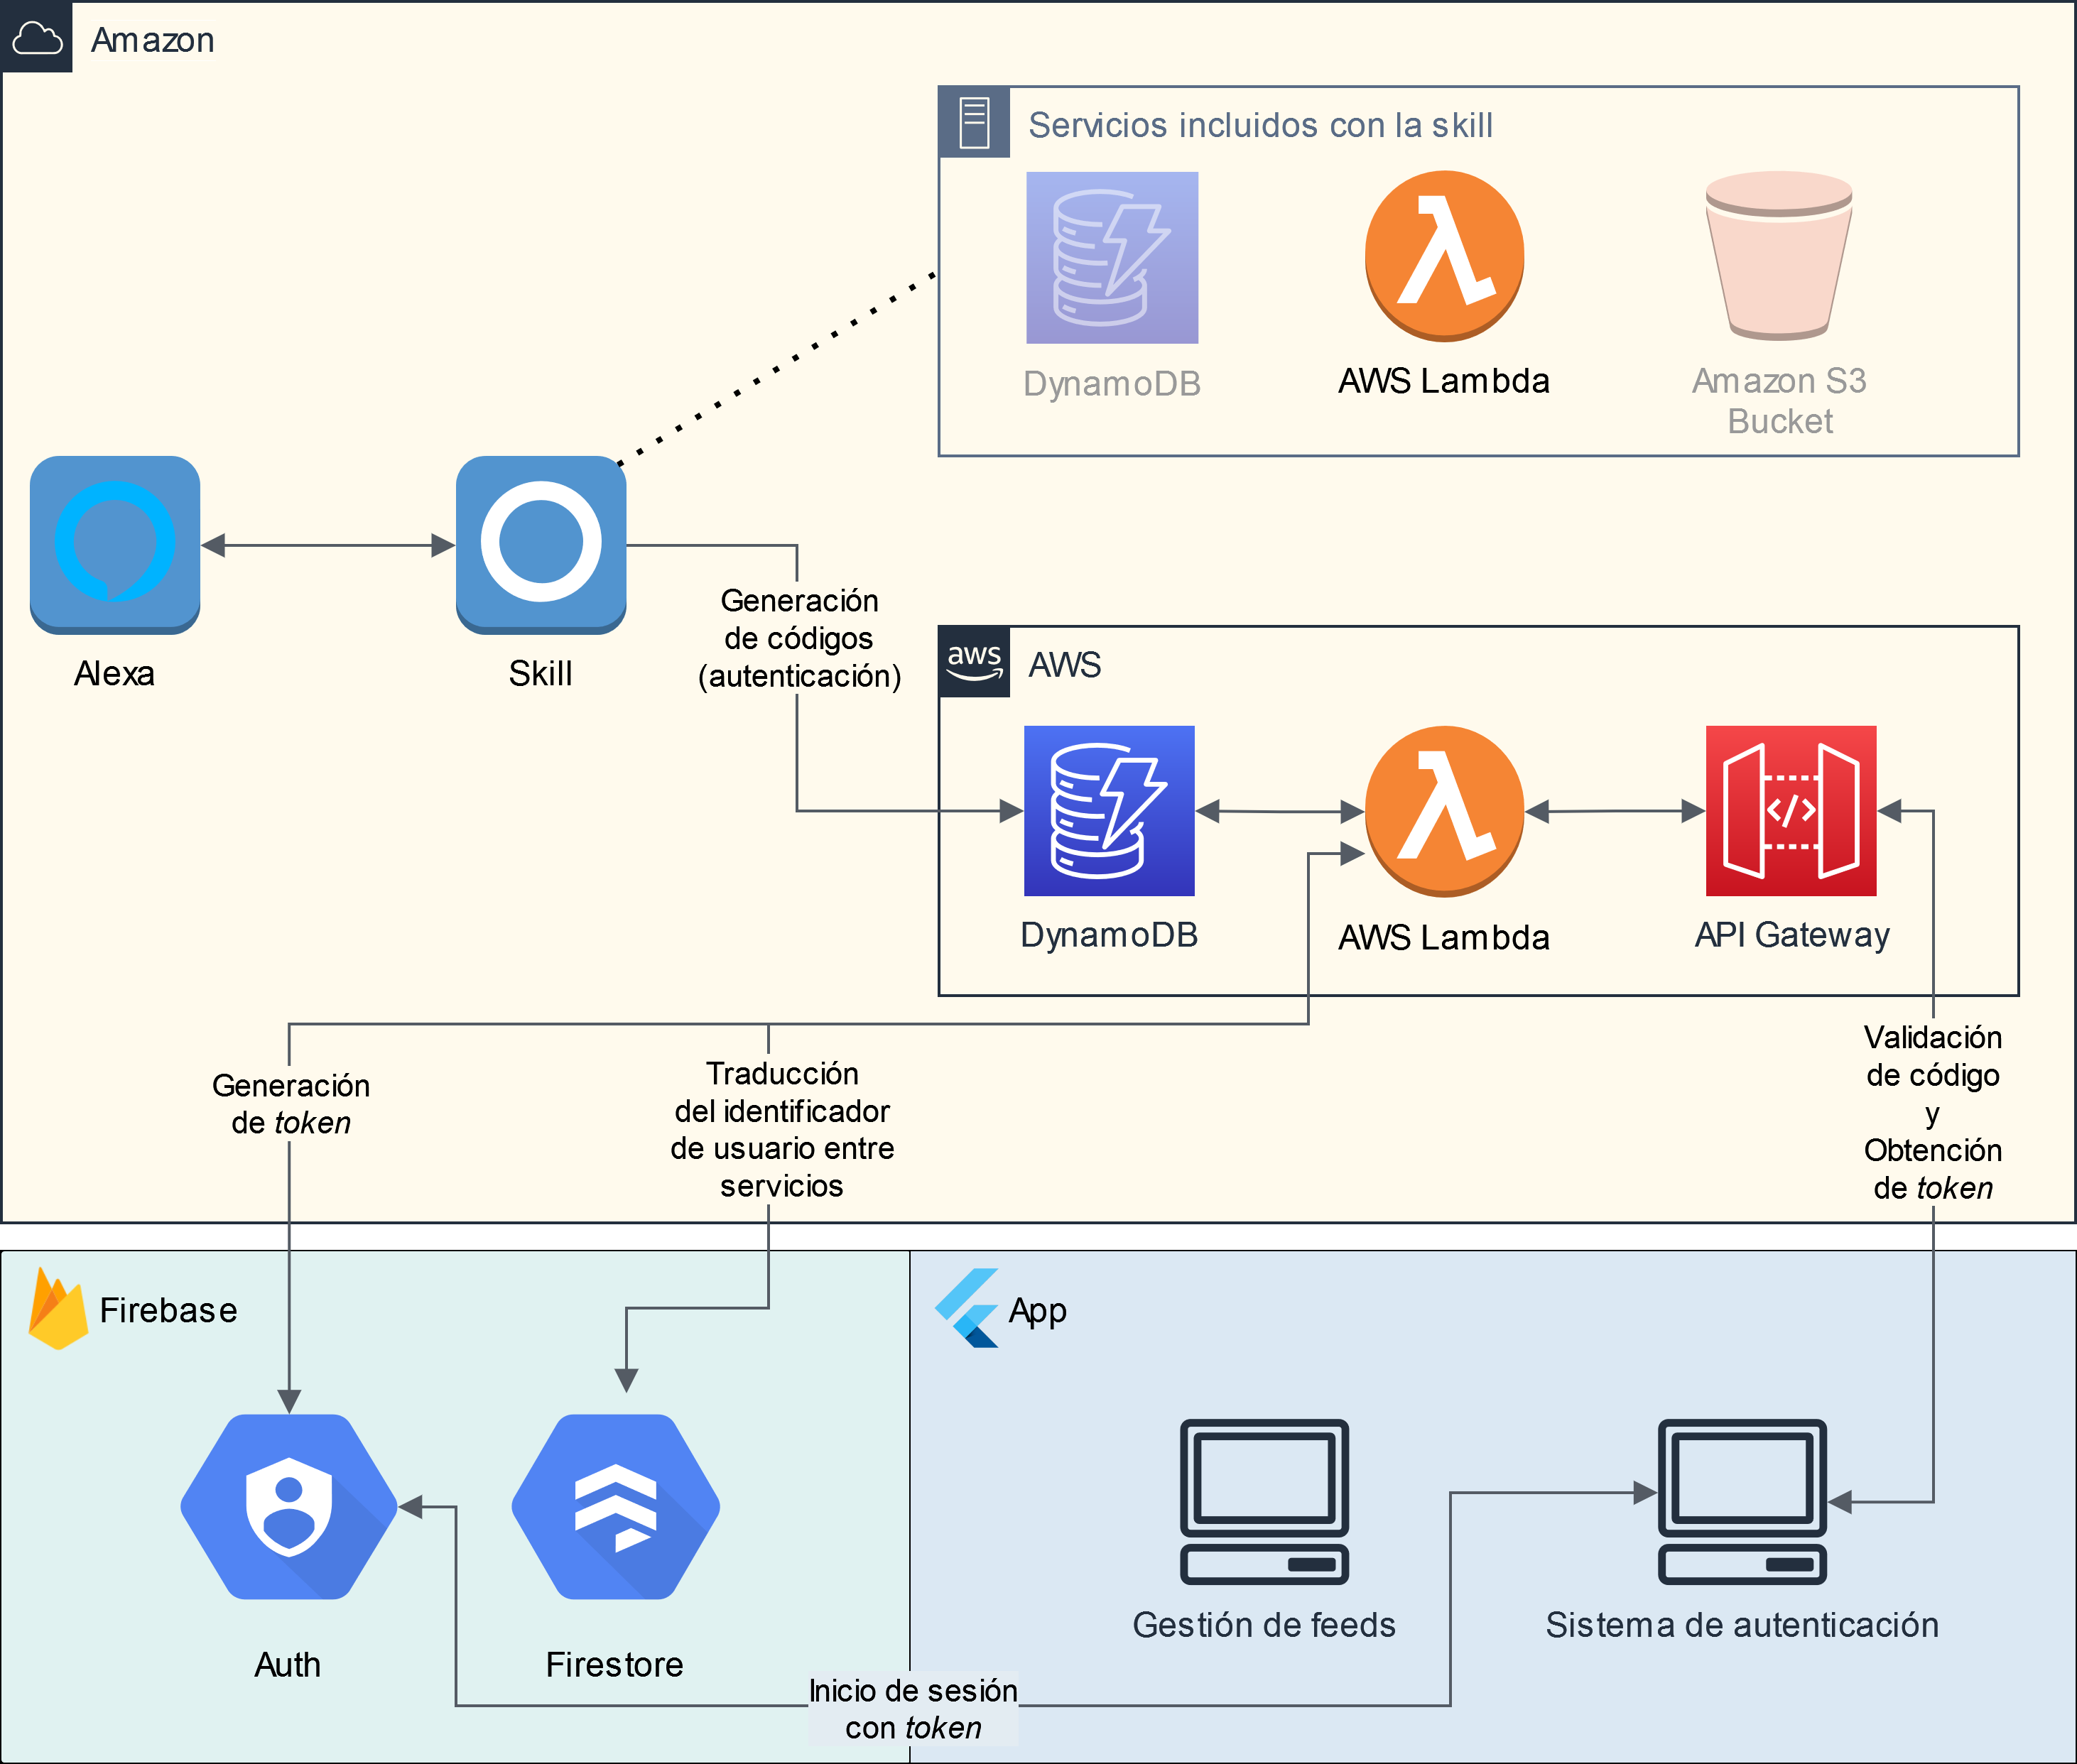 Amazon
Servicios incluidos con la skill
DynamoDB
AWS Lambda
Amazon S3
Bucket
Alexa
Skill
Generación
de códigos
(autenticación)
aws
AWS
DynamoDB
AWS Lambda
API Gateway
Generación
de token
Traducción
del identificador
de usuario entre
servicios
Validación
de código
y
Obtención
de token
Firebase
App
Auth
Firestore
Gestión de feeds
Sistema de autenticación
Inicio de sesión
con token